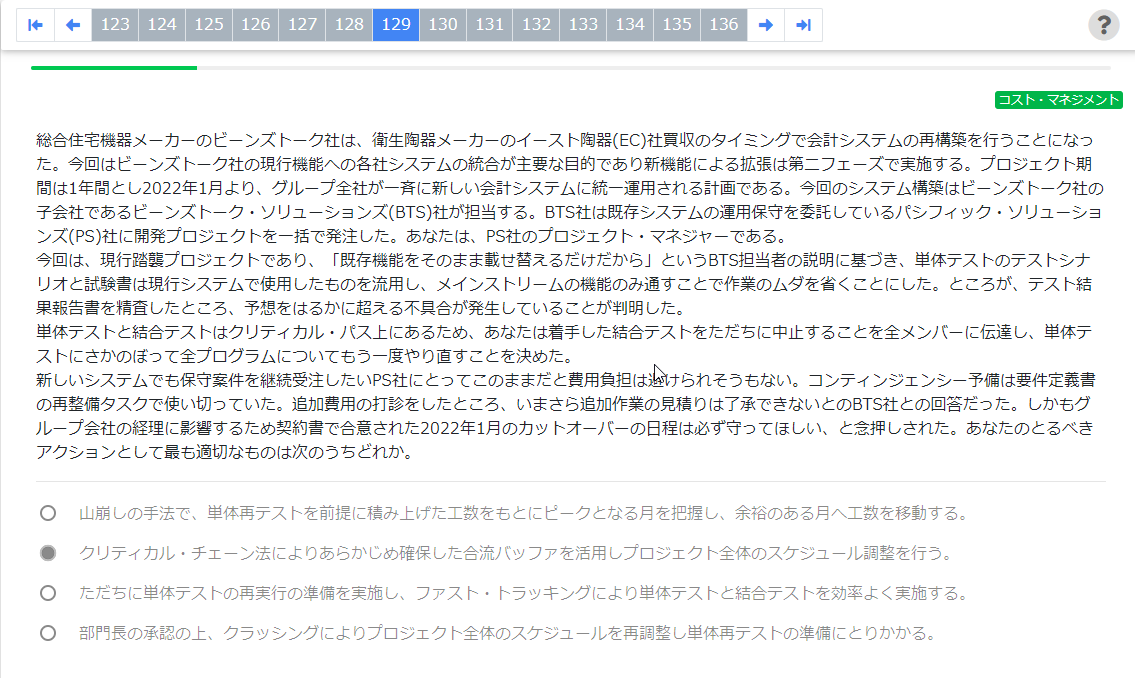 123 124 125 126 127 128 129 130 131 132 133 134 135 136 ?
コスト・マネジメント
総合住宅機器メーカーのビーンズトーク社は、衛生陶器メーカーのイースト陶器(EC)社買収のタイミングで会計システムの再構築を行うことになっ
た。今回はビーンズトーク社の現行機能への各社システムの統合が主要な目的であり新機能による拡張は第二フェーズで実施する。プロジェクト期
間は1年間とし2022年1月より、グループ全社が一斉に新しい会計システムに統一運用される計画である。今回のシステム構築はビーンズトーク社の
子会社であるビーンズトーク・ソリューションズ(BTS)社が担当する。BTS社は既存システムの運用保守を委託しているパシフィック・ソリューショ
ンズ(PS)社に開発プロジェクトを一括で発注した。あなたは、PS社のプロジェクト・マネジャーである。
今回は、現行踏襲プロジェクトであり、「既存機能をそのまま載せ替えるだけだから」というBTS担当者の説明に基づき、単体テストのテストシナ
リオと試験書は現行システムで使用したものを流用し、メインストリームの機能のみ通すことで作業のムダを省くことにした。ところが、テスト結
果報告書を精査したところ、予想をはるかに超える不具合が発生していることが判明した。
単体テストと結合テストはクリティカル・パス上にあるため、あなたは着手した結合テストをただちに中止することを全メンバーに伝達し、単体テ
ストにさかのぼって全プログラムについてもう一度やり直すことを決めた。
新しいシステムでも保守案件を継続受注したいPS社にとってこのままだと費用負担は避けられそうもない。コンティンジェンシー予備は要件定義書
の再整備タスクで使い切っていた。追加費用の打診をしたところ、いまさら追加作業の見積りは了承できないとのBTS社との回答だった。しかもグ
ループ会社の経理に影響するため契約書で合意された2022年1月のカットオーバーの日程は必ず守ってほしい、と念押しされた。あなたのとるべき
アクションとして最も適切なものは次のうちどれか。
山崩しの手法で、単体再テストを前提に積み上げた工数をもとにピークとなる月を把握し、余裕のある月へ工数を移動する。
クリティカル・チェーン法によりあらかじめ確保した合流バッファを活用しプロジェクト全体のスケジュール調整を行う。
ただちに単体テストの再実行の準備を実施し、ファスト・トラッキングにより単体テストと結合テストを効率よく実施する。
部門長の承認の上、クラッシングによりプロジェクト全体のスケジュールを再調整し単体再テストの準備にとりかかる。